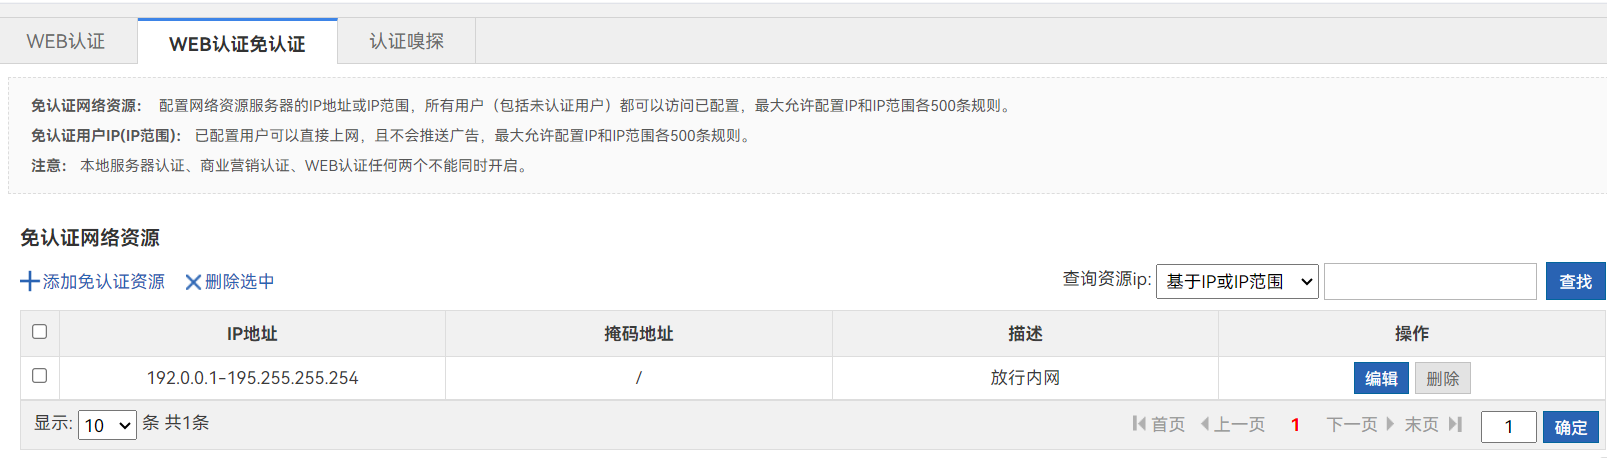 WEB认证 WEB认证免认证 认证嗅探
免认证网络资源： 配置网络资源服务器的IP地址或IP范围，所有用户（包括未认证用户）都可以访问已配置，最大允许配置IP和IP范围各500条规则。
免认证用户IP(IP范围)： 已配置用户可以直接上网，且不会推送广告，最大允许配置IP和IP范围各500条规则。
注意： 本地服务器认证、商业营销认证、WEB认证任何两个不能同时开启。
免认证网络资源
添加免认证资源 删除选中 查询资源ip: 基于IP或IP范围 查找
IP地址 掩码地址 描述 操作
192.0.0.1-195.255.255.254 / 放行内网 编辑 删除
显示: 10 条 共1条 首页 上一页 1 下一页 末页 1 确定